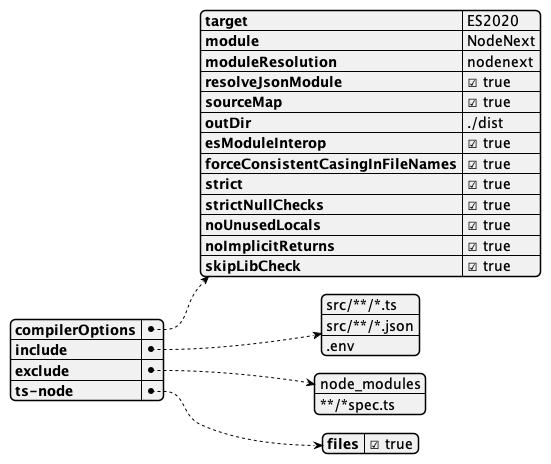 target ES2020
module NodeNext
moduleResolution nodenext
resolveJsonModule ☑ true
sourceMap ☑ true
outDir ./dist
esModuleInterop ☑ true
forceConsistentCasingInFileNames ☑ true
strict ☑ true
strictNullChecks ☑ true
noUnusedLocals ☑ true
noImplicitReturns ☑ true
skipLibCheck ☑ true
compilerOptions
include
exclude
ts-node
src/**/*.ts
src/**/*.json
.env
node_modules
**/*spec.ts
files ☑ true